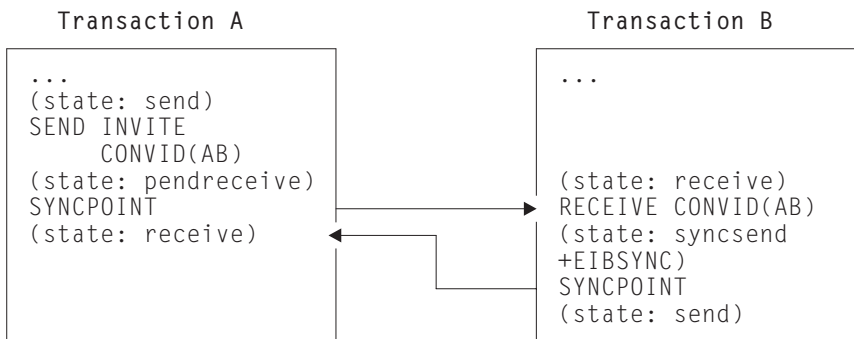 Transaction A
...
(state: send)
SEND INVITE
CONVID(AB)
(state: pendreceive)
SYNCPOINT
(state: receive)
Transaction B
...
(state: receive)
RECEIVE CONVID(AB)
(state: syncsend
+EIBSYNC)
SYNCPOINT
(state: send)